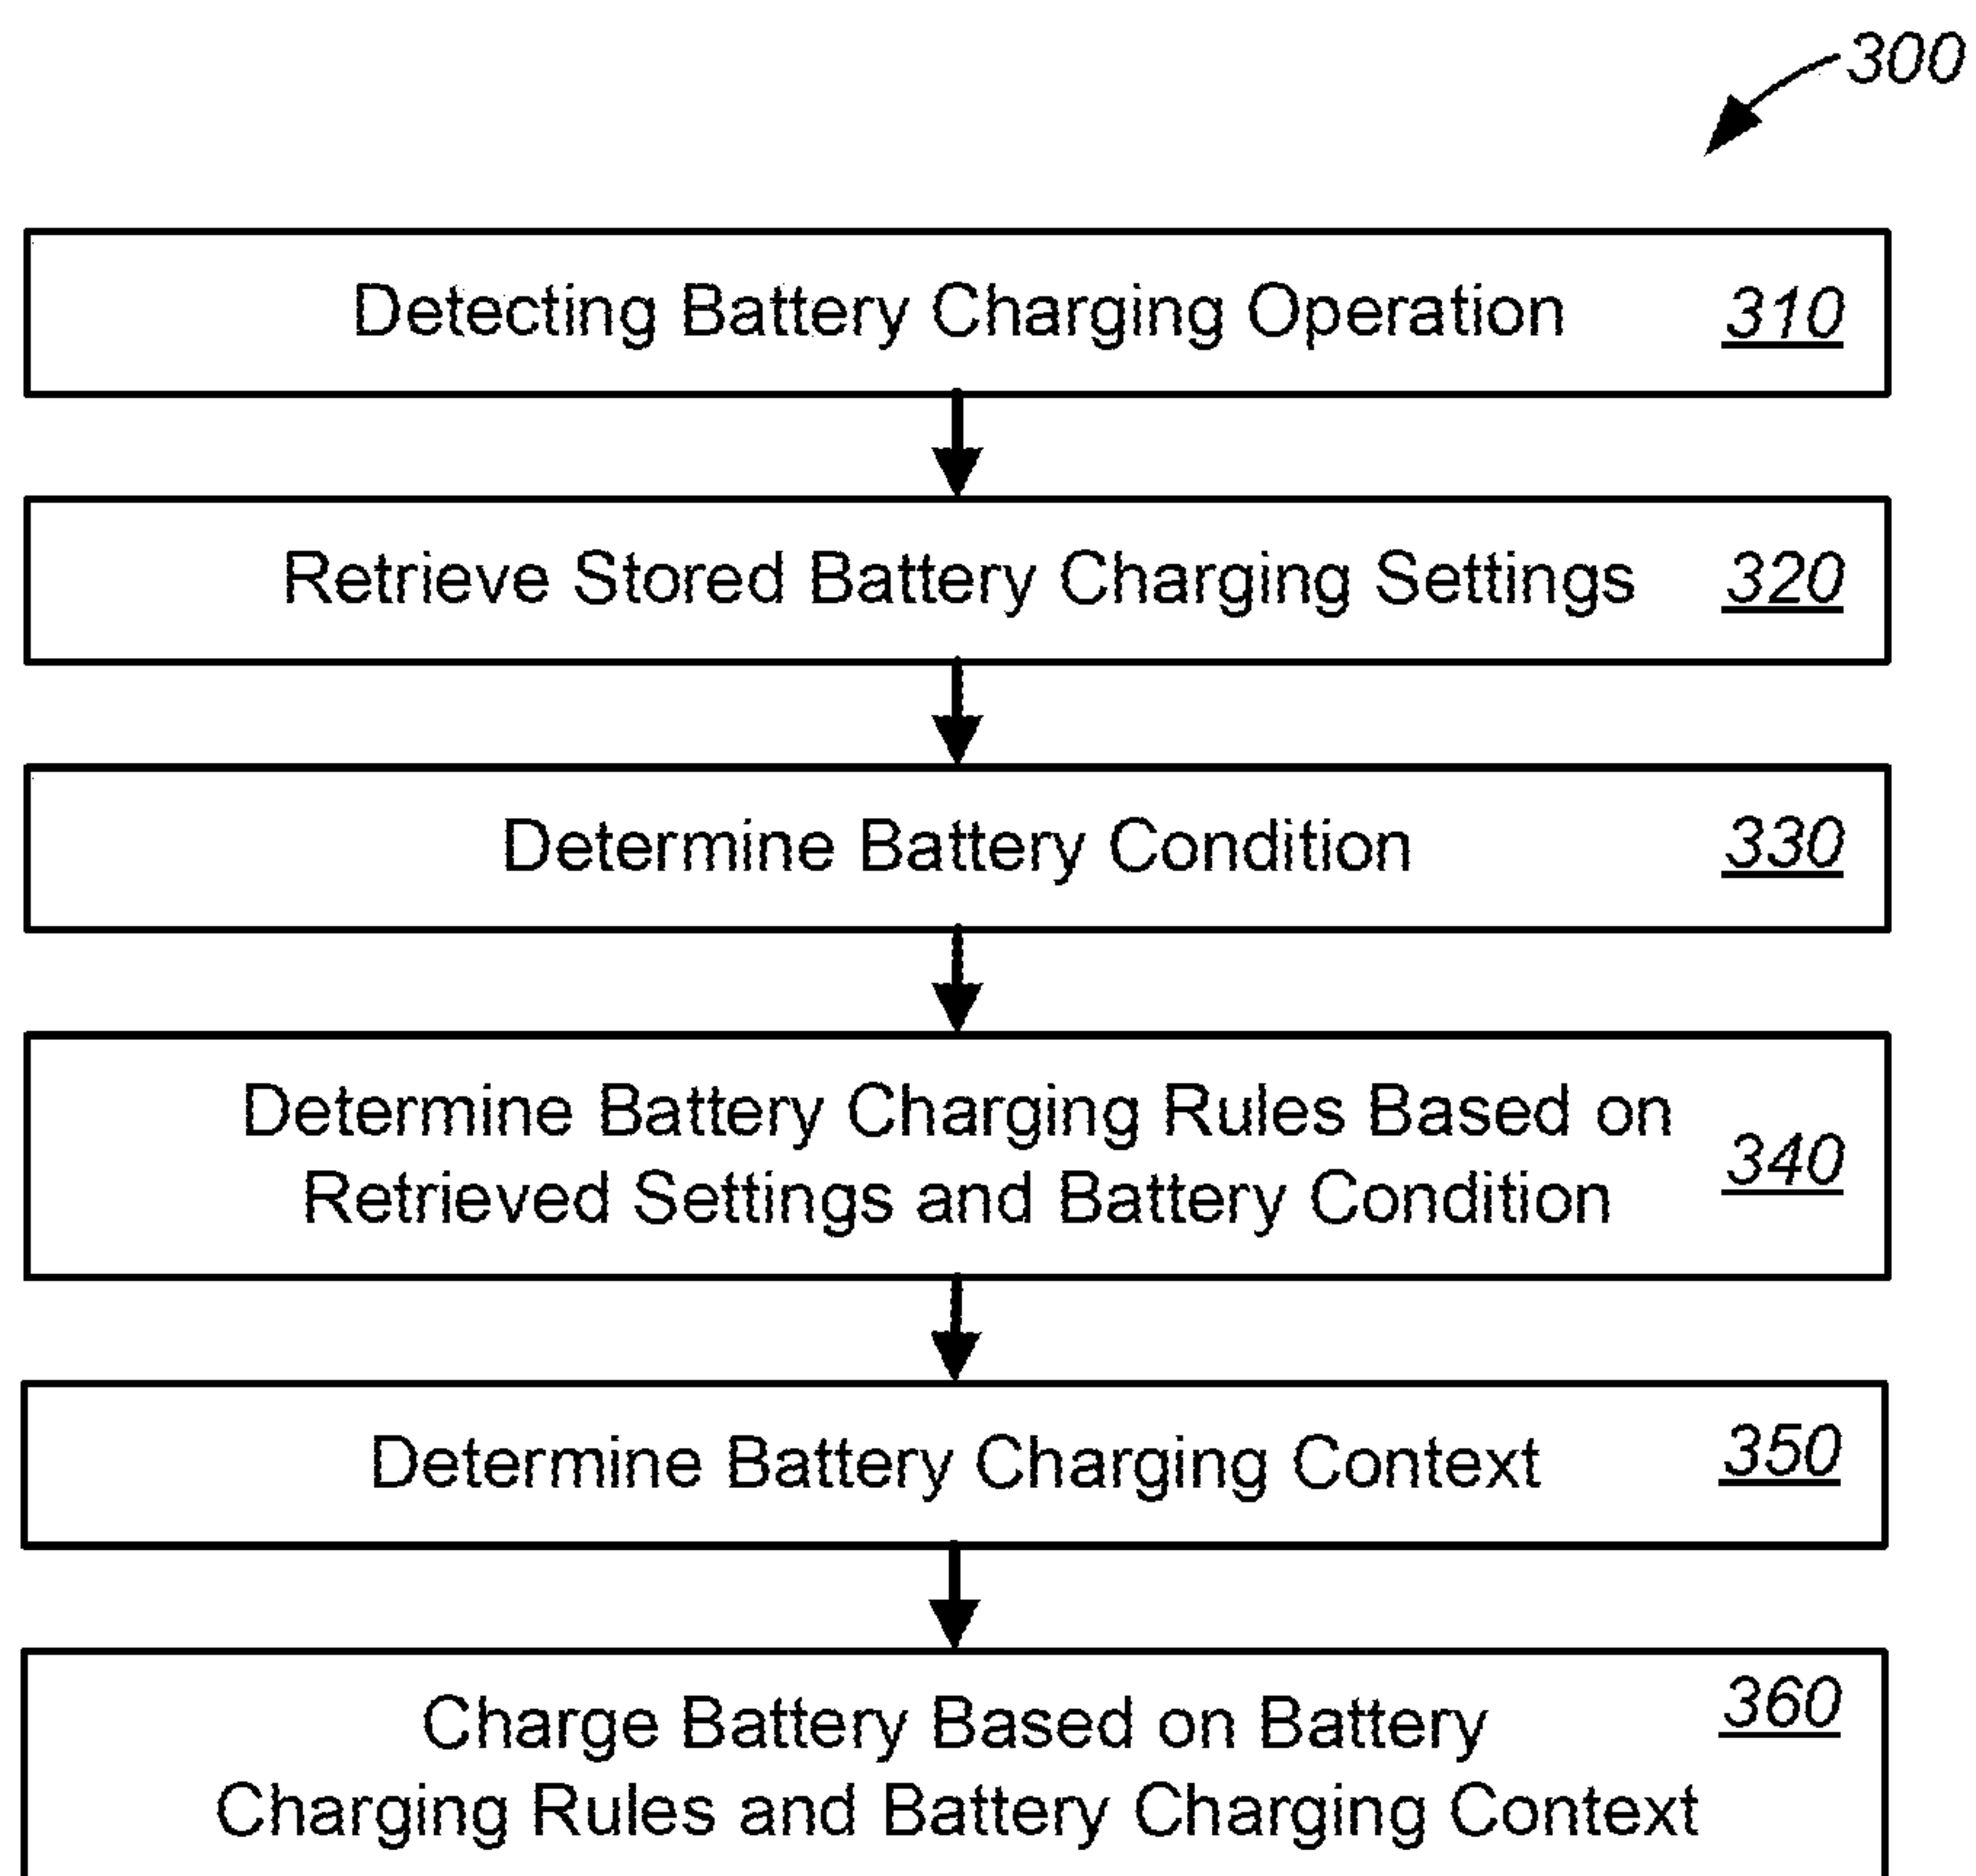 300
Detecting Battery Charging Operation 310
Retrieve Stored Battery Charging Settings 320
Determine Battery Condition 330
Determine Battery Charging Rules Based on
Retrieved Settings and Battery Condition 340
Determine Battery Charging Context 350
Charge Battery Based on Battery 360
Charging Rules and Battery Charging Context